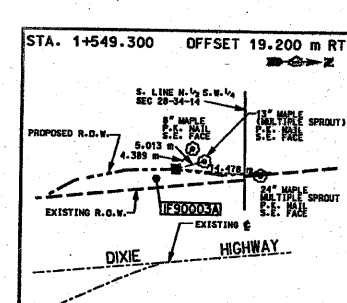 STA. 1+549.300 OFFSET 19.200 m RT
S. LINE N.½ S.W.¼
SEC 28-34-14
8" MAPLE
P.K. NAIL
S.E. FACE
13" MAPLE
(MULTIPLE SPROUT)
P.K. NAIL
S.E. FACE
PROPOSED R.O.W.
5.013 m
4.389 m
14.478 m
EXISTING R.O.W.
IF90003A
24" MAPLE
MULTIPLE SPROUT
P.K. NAIL
S.E. FACE
EXISTING ℄
DIXIE HIGHWAY